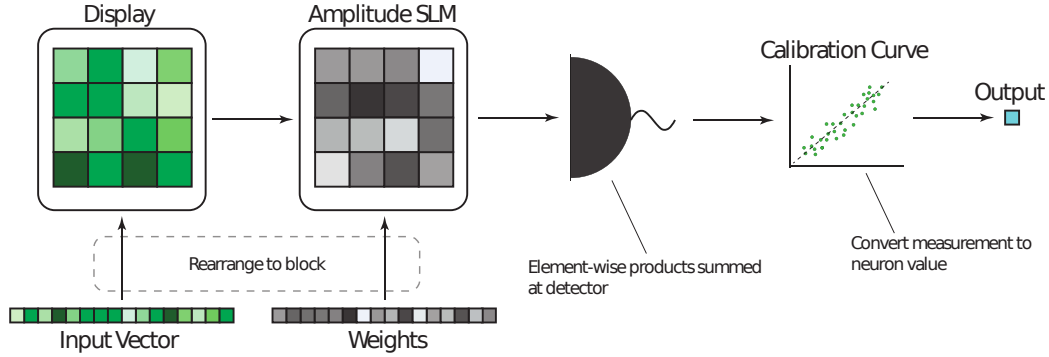 Display
Amplitude SLM
Calibration Curve
Output
Rearrange to block
Element-wise products summed
at detector
Convert measurement to
neuron value
Input Vector
Weights